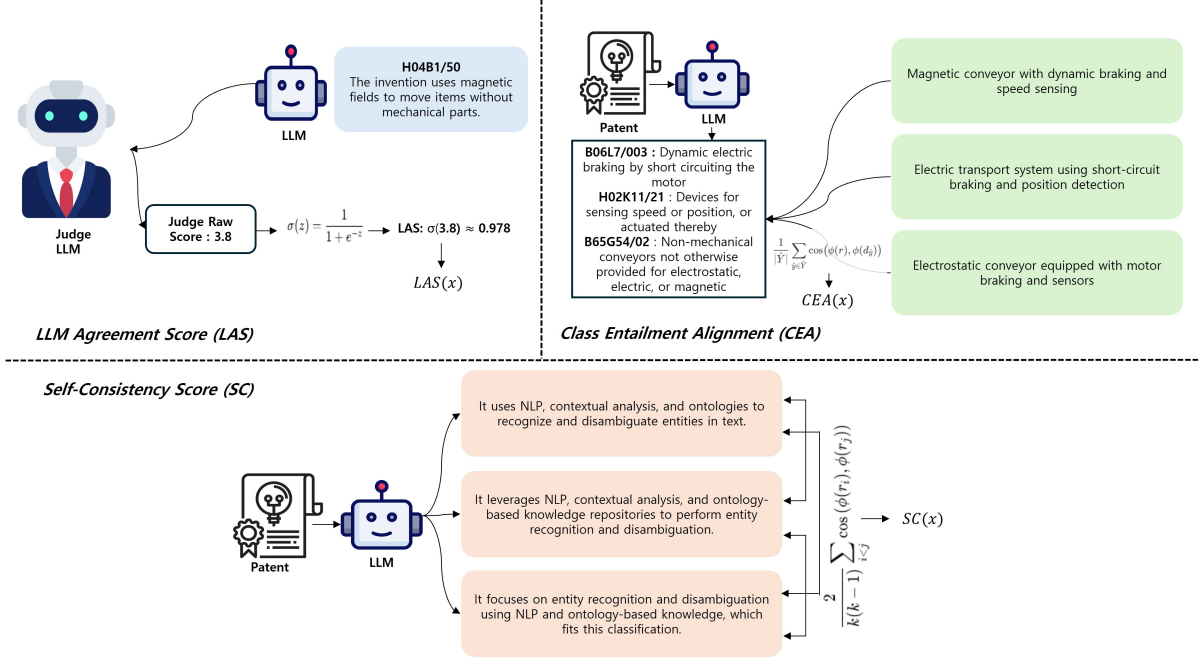 H04B1/50
The invention uses magnetic
fields to move items without
mechanical parts.
LLM
Judge
LLM
Judge Raw
Score : 3.8
σ(z) = 1 / (1 + e^{-z})
LAS: σ(3.8) ≈ 0.978
LAS(x)
LLM Agreement Score (LAS)
Patent
LLM
B06L7/003 : Dynamic electric
braking by short circuiting the
motor
H02K11/21 : Devices for
sensing speed or position, or
actuated thereby
B65G54/02 : Non-mechanical
conveyors not otherwise
provided for electrostatic,
electric, or magnetic
Magnetic conveyor with dynamic braking and
speed sensing
Electric transport system using short-circuit
braking and position detection
Electrostatic conveyor equipped with motor
braking and sensors
1/|Ŷ| ∑_{ŷ∈Ŷ} cos(φ(r), φ(d_ŷ))
CEA(x)
Class Entailment Alignment (CEA)
Self-Consistency Score (SC)
Patent
LLM
It uses NLP, contextual analysis, and ontologies to
recognize and disambiguate entities in text.
It leverages NLP, contextual analysis, and ontology-
based knowledge repositories to perform entity
recognition and disambiguation.
It focuses on entity recognition and disambiguation
using NLP and ontology-based knowledge, which
fits this classification.
2/k(k − 1) ∑_{i<j} cos(φ(r_i), φ(r_j))
SC(x)